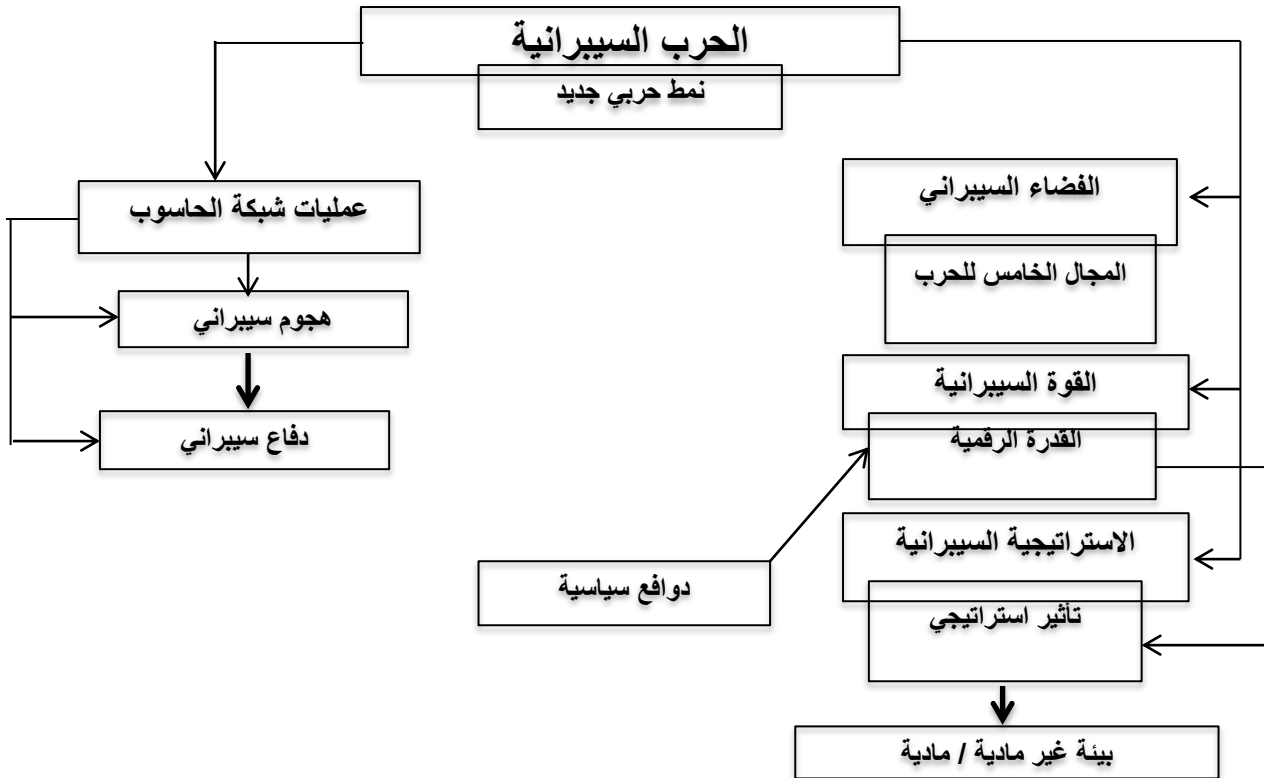 الحرب السيبرانية
نمط حربي جديد
الفضاء السيبراني
المجال الخامس للحرب
القوة السيبرانية
القدرة الرقمية
الاستراتيجية السيبرانية
تأثير استراتيجي
بيئة غير مادية / مادية
دوافع سياسية
عمليات شبكة الحاسوب
هجوم سيبراني
دفاع سيبراني